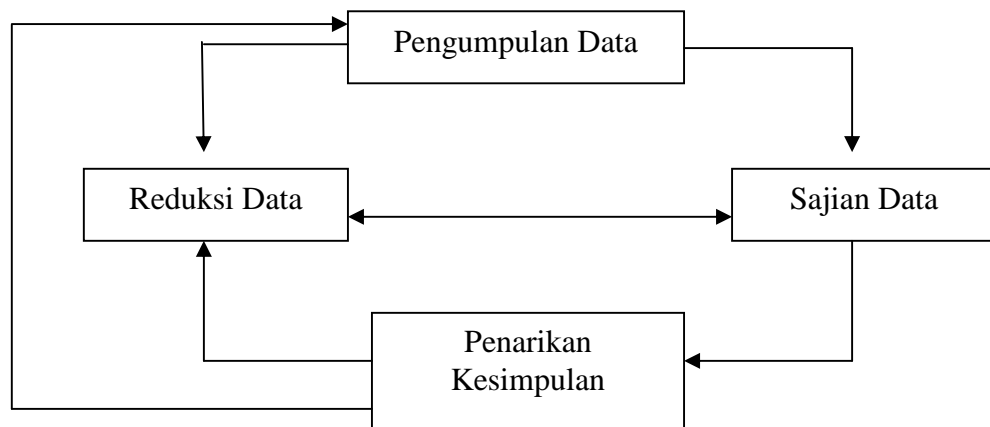 Pengumpulan Data
Reduksi Data
Sajian Data
Penarikan
Kesimpulan